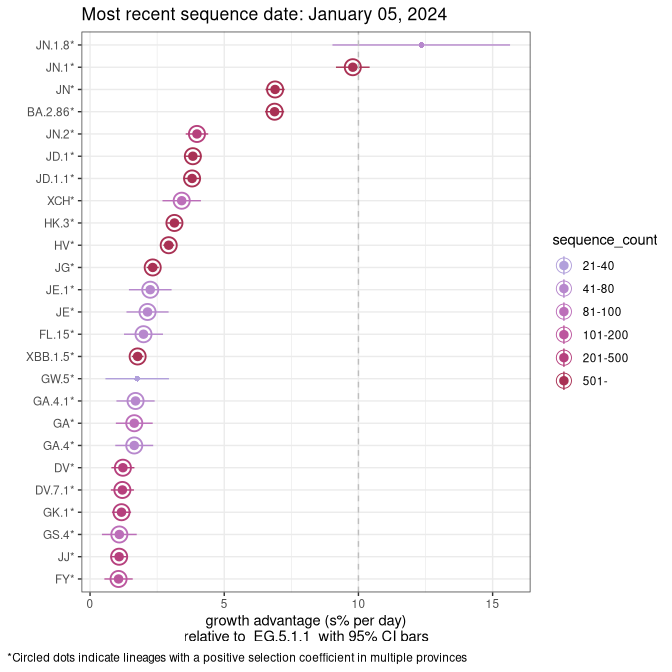 Most recent sequence date: January 05, 2024
JN.1.8*
JN.1*
JN*
BA.2.86*
JN.2*
JD.1*
JD.1.1*
XCH*
HK.3*
HV*
JG*
JE.1*
JE*
FL.15*
XBB.1.5*
GW.5*
GA.4.1*
GA*
GA.4*
DV*
DV.7.1*
GK.1*
GS.4*
JJ*
FY*
0 5 10 15
growth advantage (s% per day)
relative to EG.5.1.1 with 95% CI bars
sequence_count
21-40
41-80
81-100
101-200
201-500
501-
*Circled dots indicate lineages with a positive selection coefficient in multiple provinces